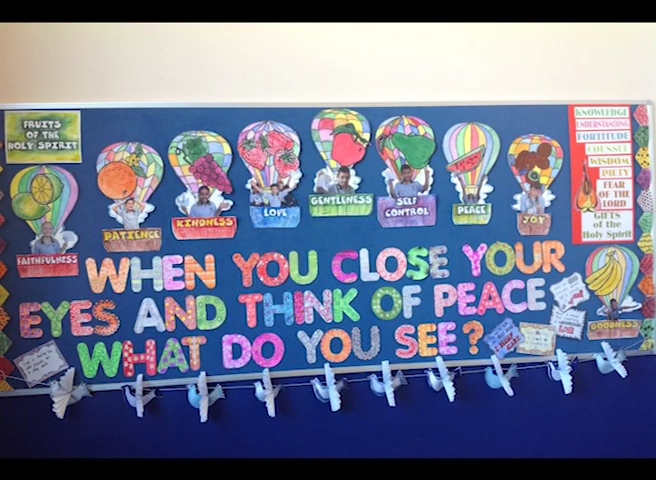 FRUITS
OF THE
HOLY SPIRIT
FAITHFULNESS
PATIENCE
KINDNESS
LOVE
GENTLENESS
SELF
CONTROL
PEACE
JOY
GOODNESS
KNOWLEDGE
UNDERSTANDING
FORTITUDE
COUNSEL
WISDOM
PIETY
FEAR OF
THE
LORD
GIFTS
of the
Holy Spirit
WHEN YOU CLOSE YOUR
EYES AND THINK OF PEACE
WHAT DO YOU SEE?